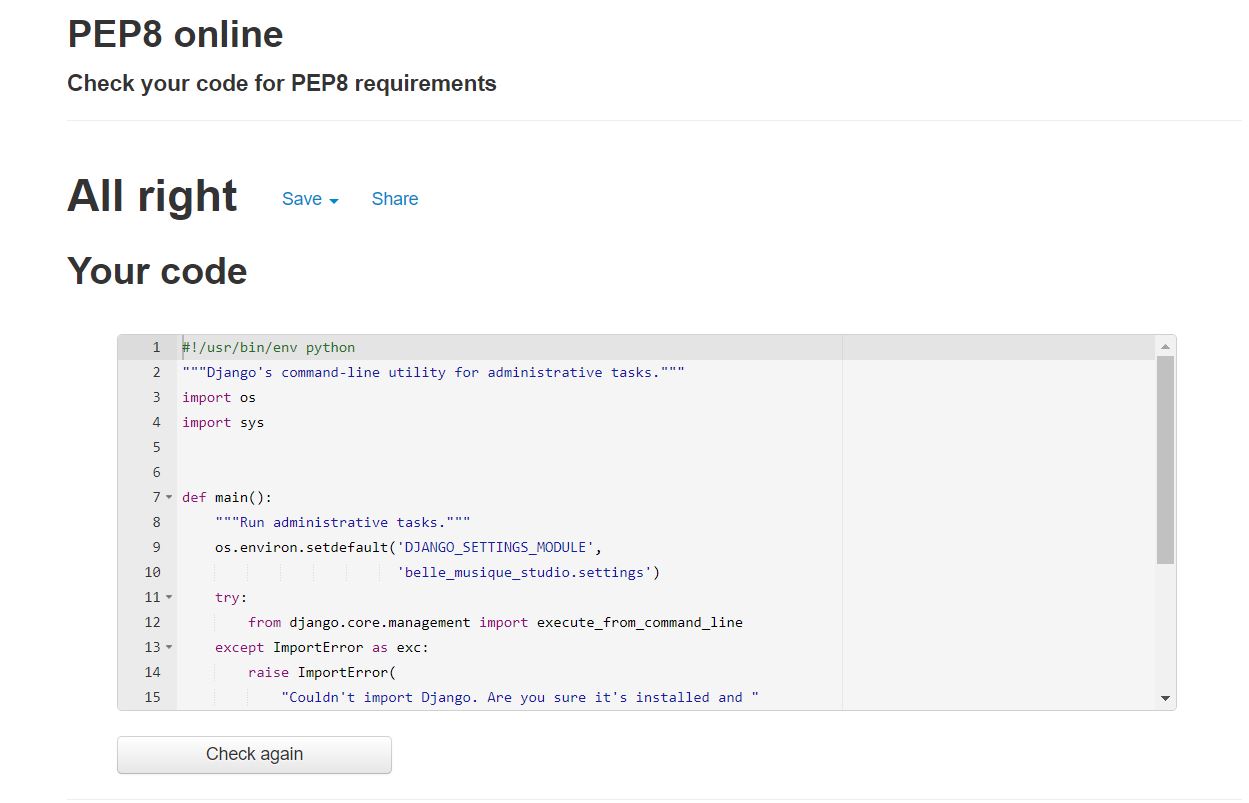 PEP8 online
Check your code for PEP8 requirements
All right Save Share
Your code
1 #!/usr/bin/env python
2 """Django's command-line utility for administrative tasks."""
3 import os
4 import sys
5
6
7 def main():
8     """Run administrative tasks."""
9     os.environ.setdefault('DJANGO_SETTINGS_MODULE',
10                           'belle_musique_studio.settings')
11     try:
12         from django.core.management import execute_from_command_line
13     except ImportError as exc:
14         raise ImportError(
15             "Couldn't import Django. Are you sure it's installed and "
Check again